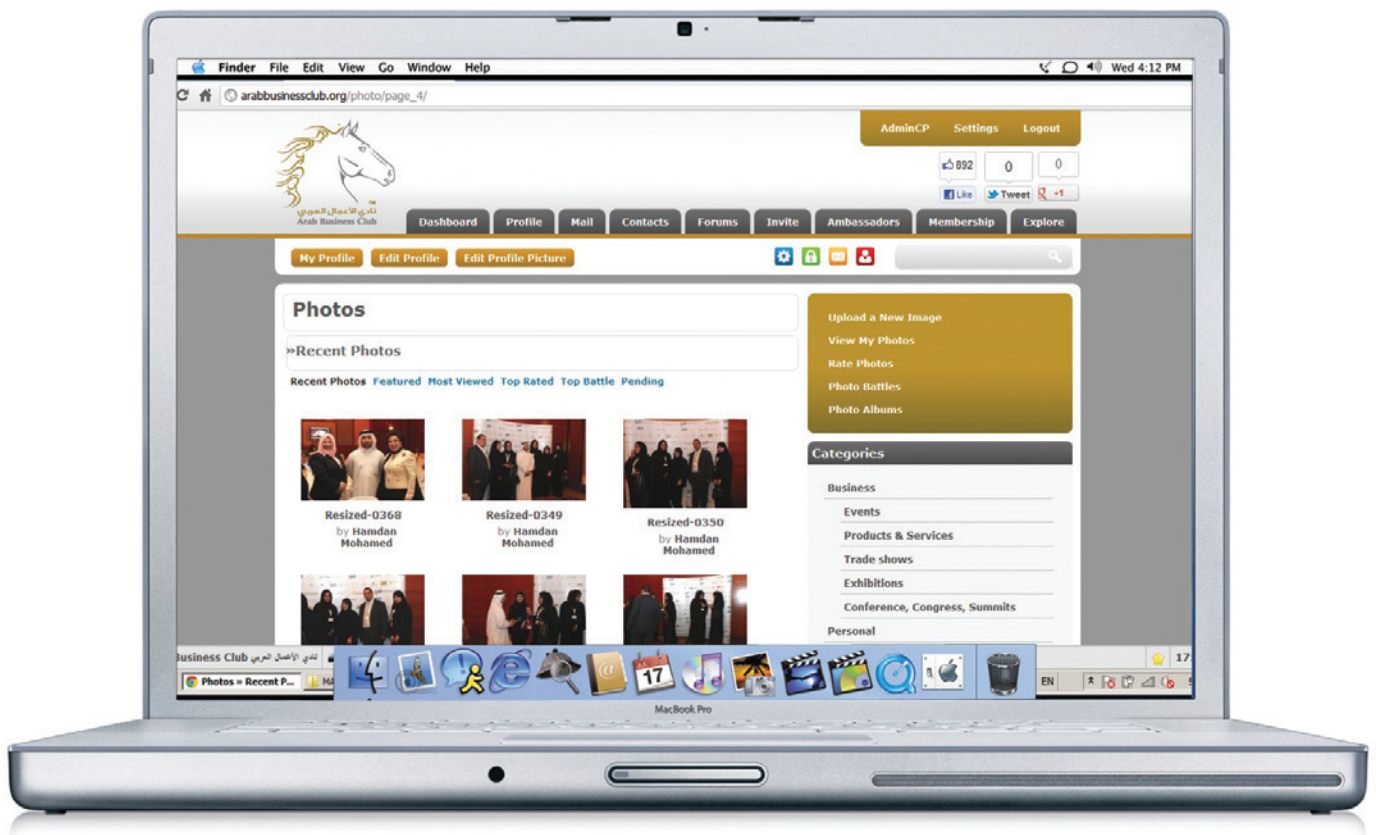 Finder File Edit View Go Window Help
Wed 4:12 PM
arabbusinessclub.org/photo/page_4/
AdminCP Settings Logout
892 0 0
Like Tweet +1
نادي الأعمال العربي
TM
Arab Business Club
Dashboard Profile Mail Contacts Forums Invite Ambassadors Membership Explore
My Profile Edit Profile Edit Profile Picture
Photos
»Recent Photos
Recent Photos Featured Most Viewed Top Rated Top Battle Pending
Resized-0368
by Hamdan
Mohamed
Resized-0349
by Hamdan
Mohamed
Resized-0350
by Hamdan
Mohamed
Upload a New Image
View My Photos
Rate Photos
Photo Battles
Photo Albums
Categories
Business
Events
Products & Services
Trade shows
Exhibitions
Conference, Congress, Summits
Personal
Business Club نادي الأعمال العربي
17
Photos » Recent P...
EN
17
MacBook Pro